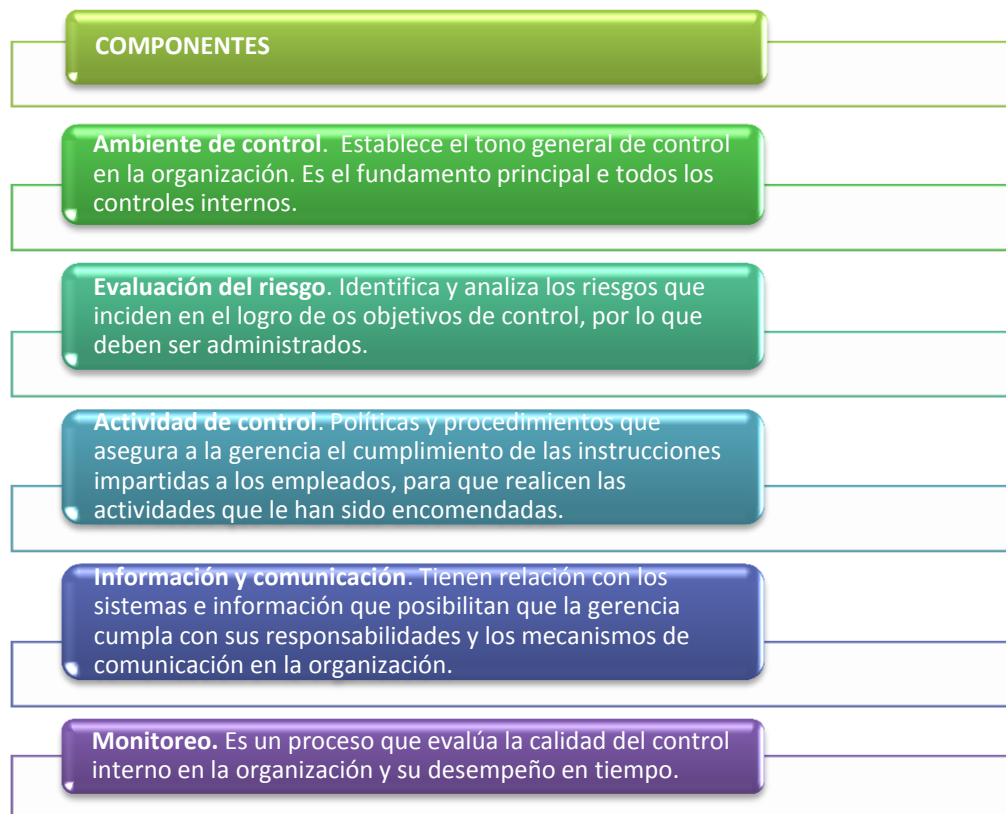 COMPONENTES
Ambiente de control. Establece el tono general de control
en la organización. Es el fundamento principal e todos los
controles internos.
Evaluación del riesgo. Identifica y analiza los riesgos que
inciden en el logro de os objetivos de control, por lo que
deben ser administrados.
Actividad de control. Políticas y procedimientos que
asegura a la gerencia el cumplimiento de las instrucciones
impartidas a los empleados, para que realicen las
actividades que le han sido encomendadas.
Información y comunicación. Tienen relación con los
sistemas e información que posibilitan que la gerencia
cumpla con sus responsabilidades y los mecanismos de
comunicación en la organización.
Monitoreo. Es un proceso que evalúa la calidad del control
interno en la organización y su desempeño en tiempo.